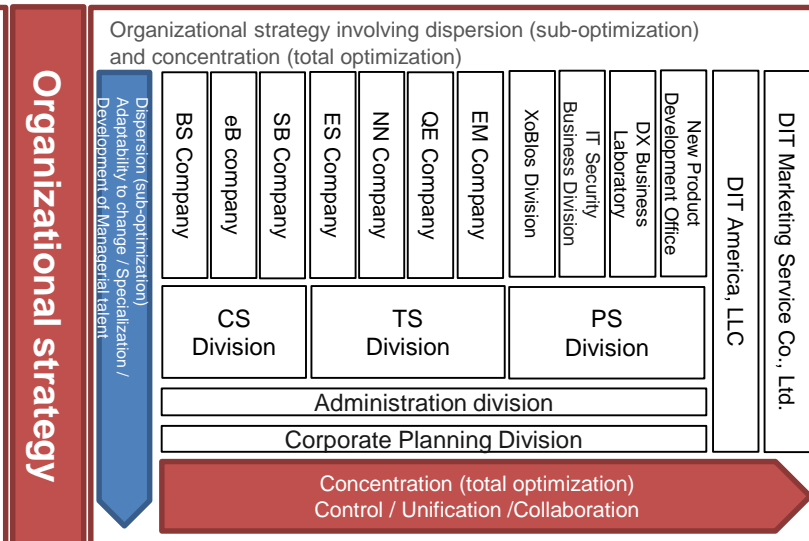 Organizational strategy
Organizational strategy involving dispersion (sub-optimization)
and concentration (total optimization)
Dispersion (sub-optimization)
Adaptability to change / Specialization /
Development of Managerial talent
BS Company
eB company
SB Company
ES Company
NN Company
QE Company
EM Company
XoBlos Division
IT Security
Business Division
DX Business
Laboratory
New Product
Development Office
DIT America, LLC
DIT Marketing Service Co., Ltd.
CS
Division
TS
Division
PS
Division
Administration division
Corporate Planning Division
Concentration (total optimization)
Control / Unification /Collaboration